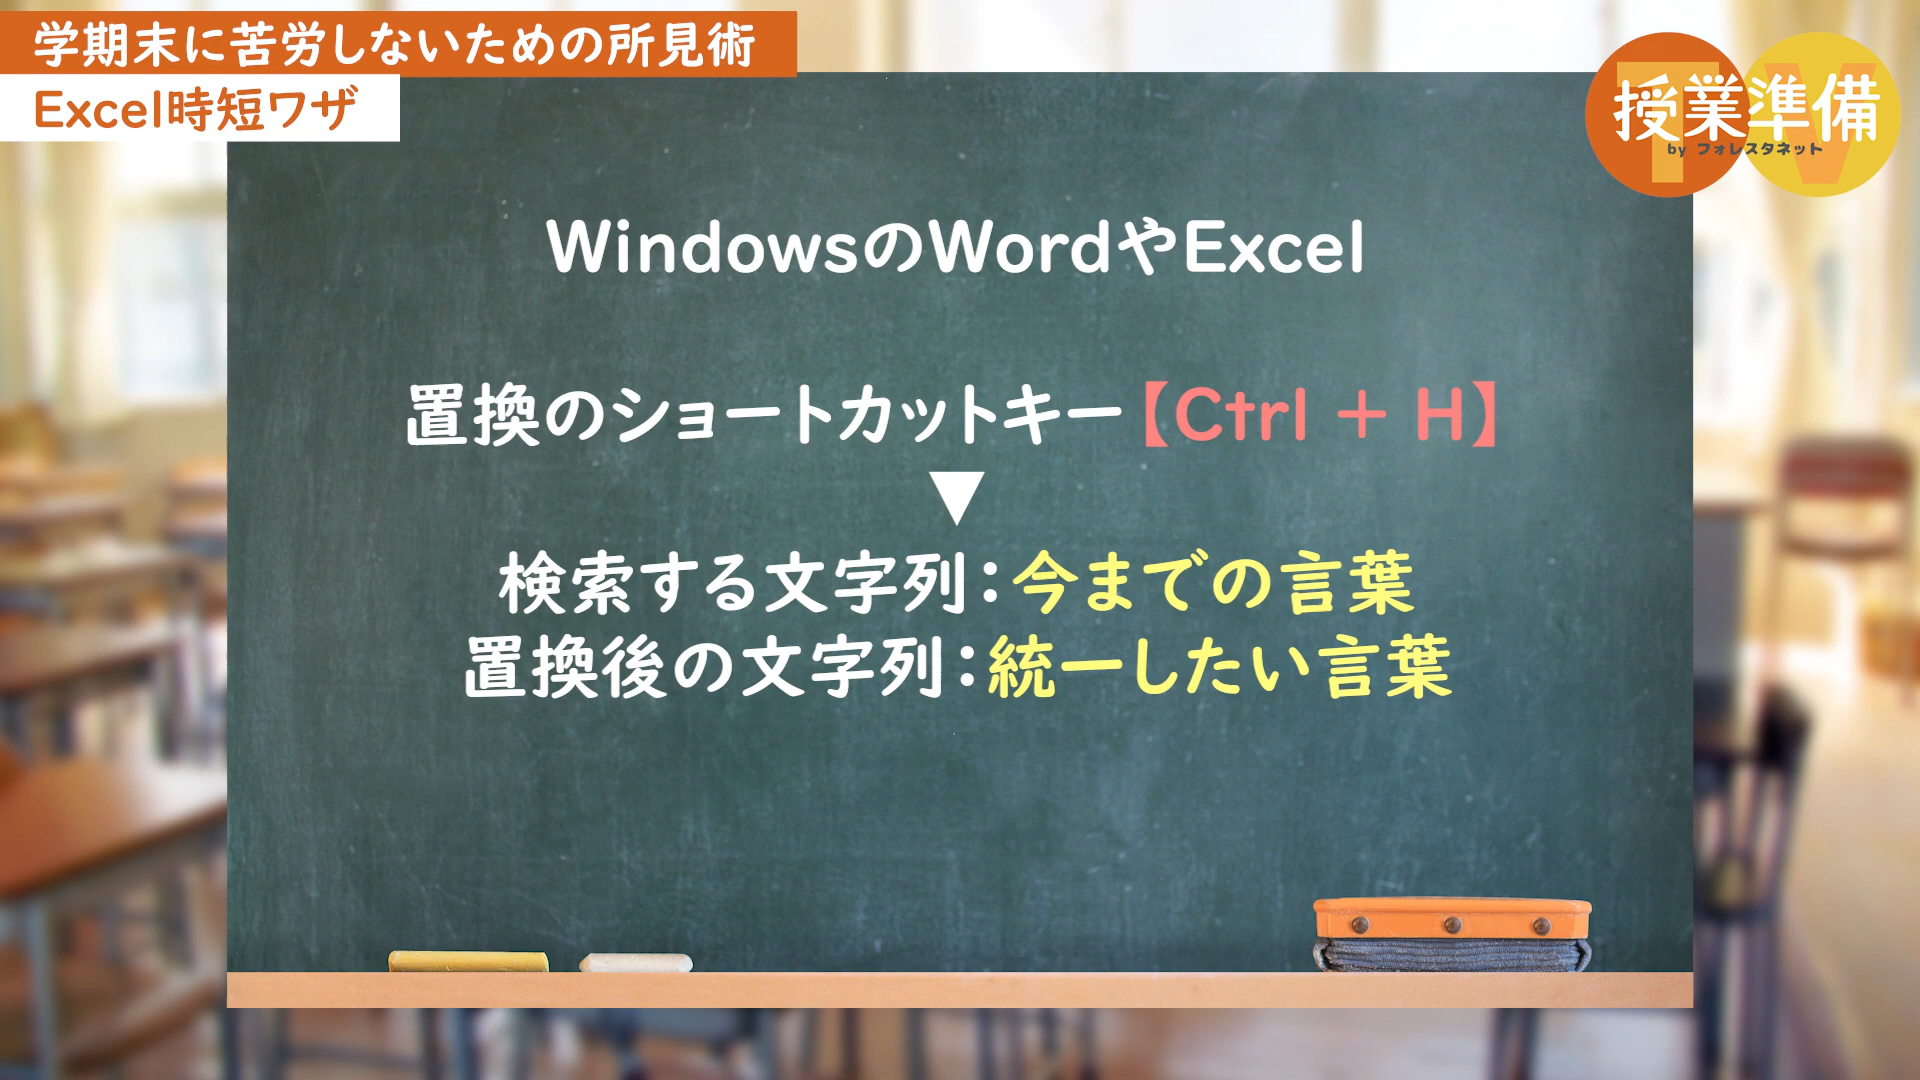 学期末に苦労しないための所見術
Excel時短ワザ
TV
授業準備
by フォレスタネット
WindowsのWordやExcel
置換のショートカットキー【Ctrl + H】
▼
検索する文字列：今までの言葉
置換後の文字列：統一したい言葉